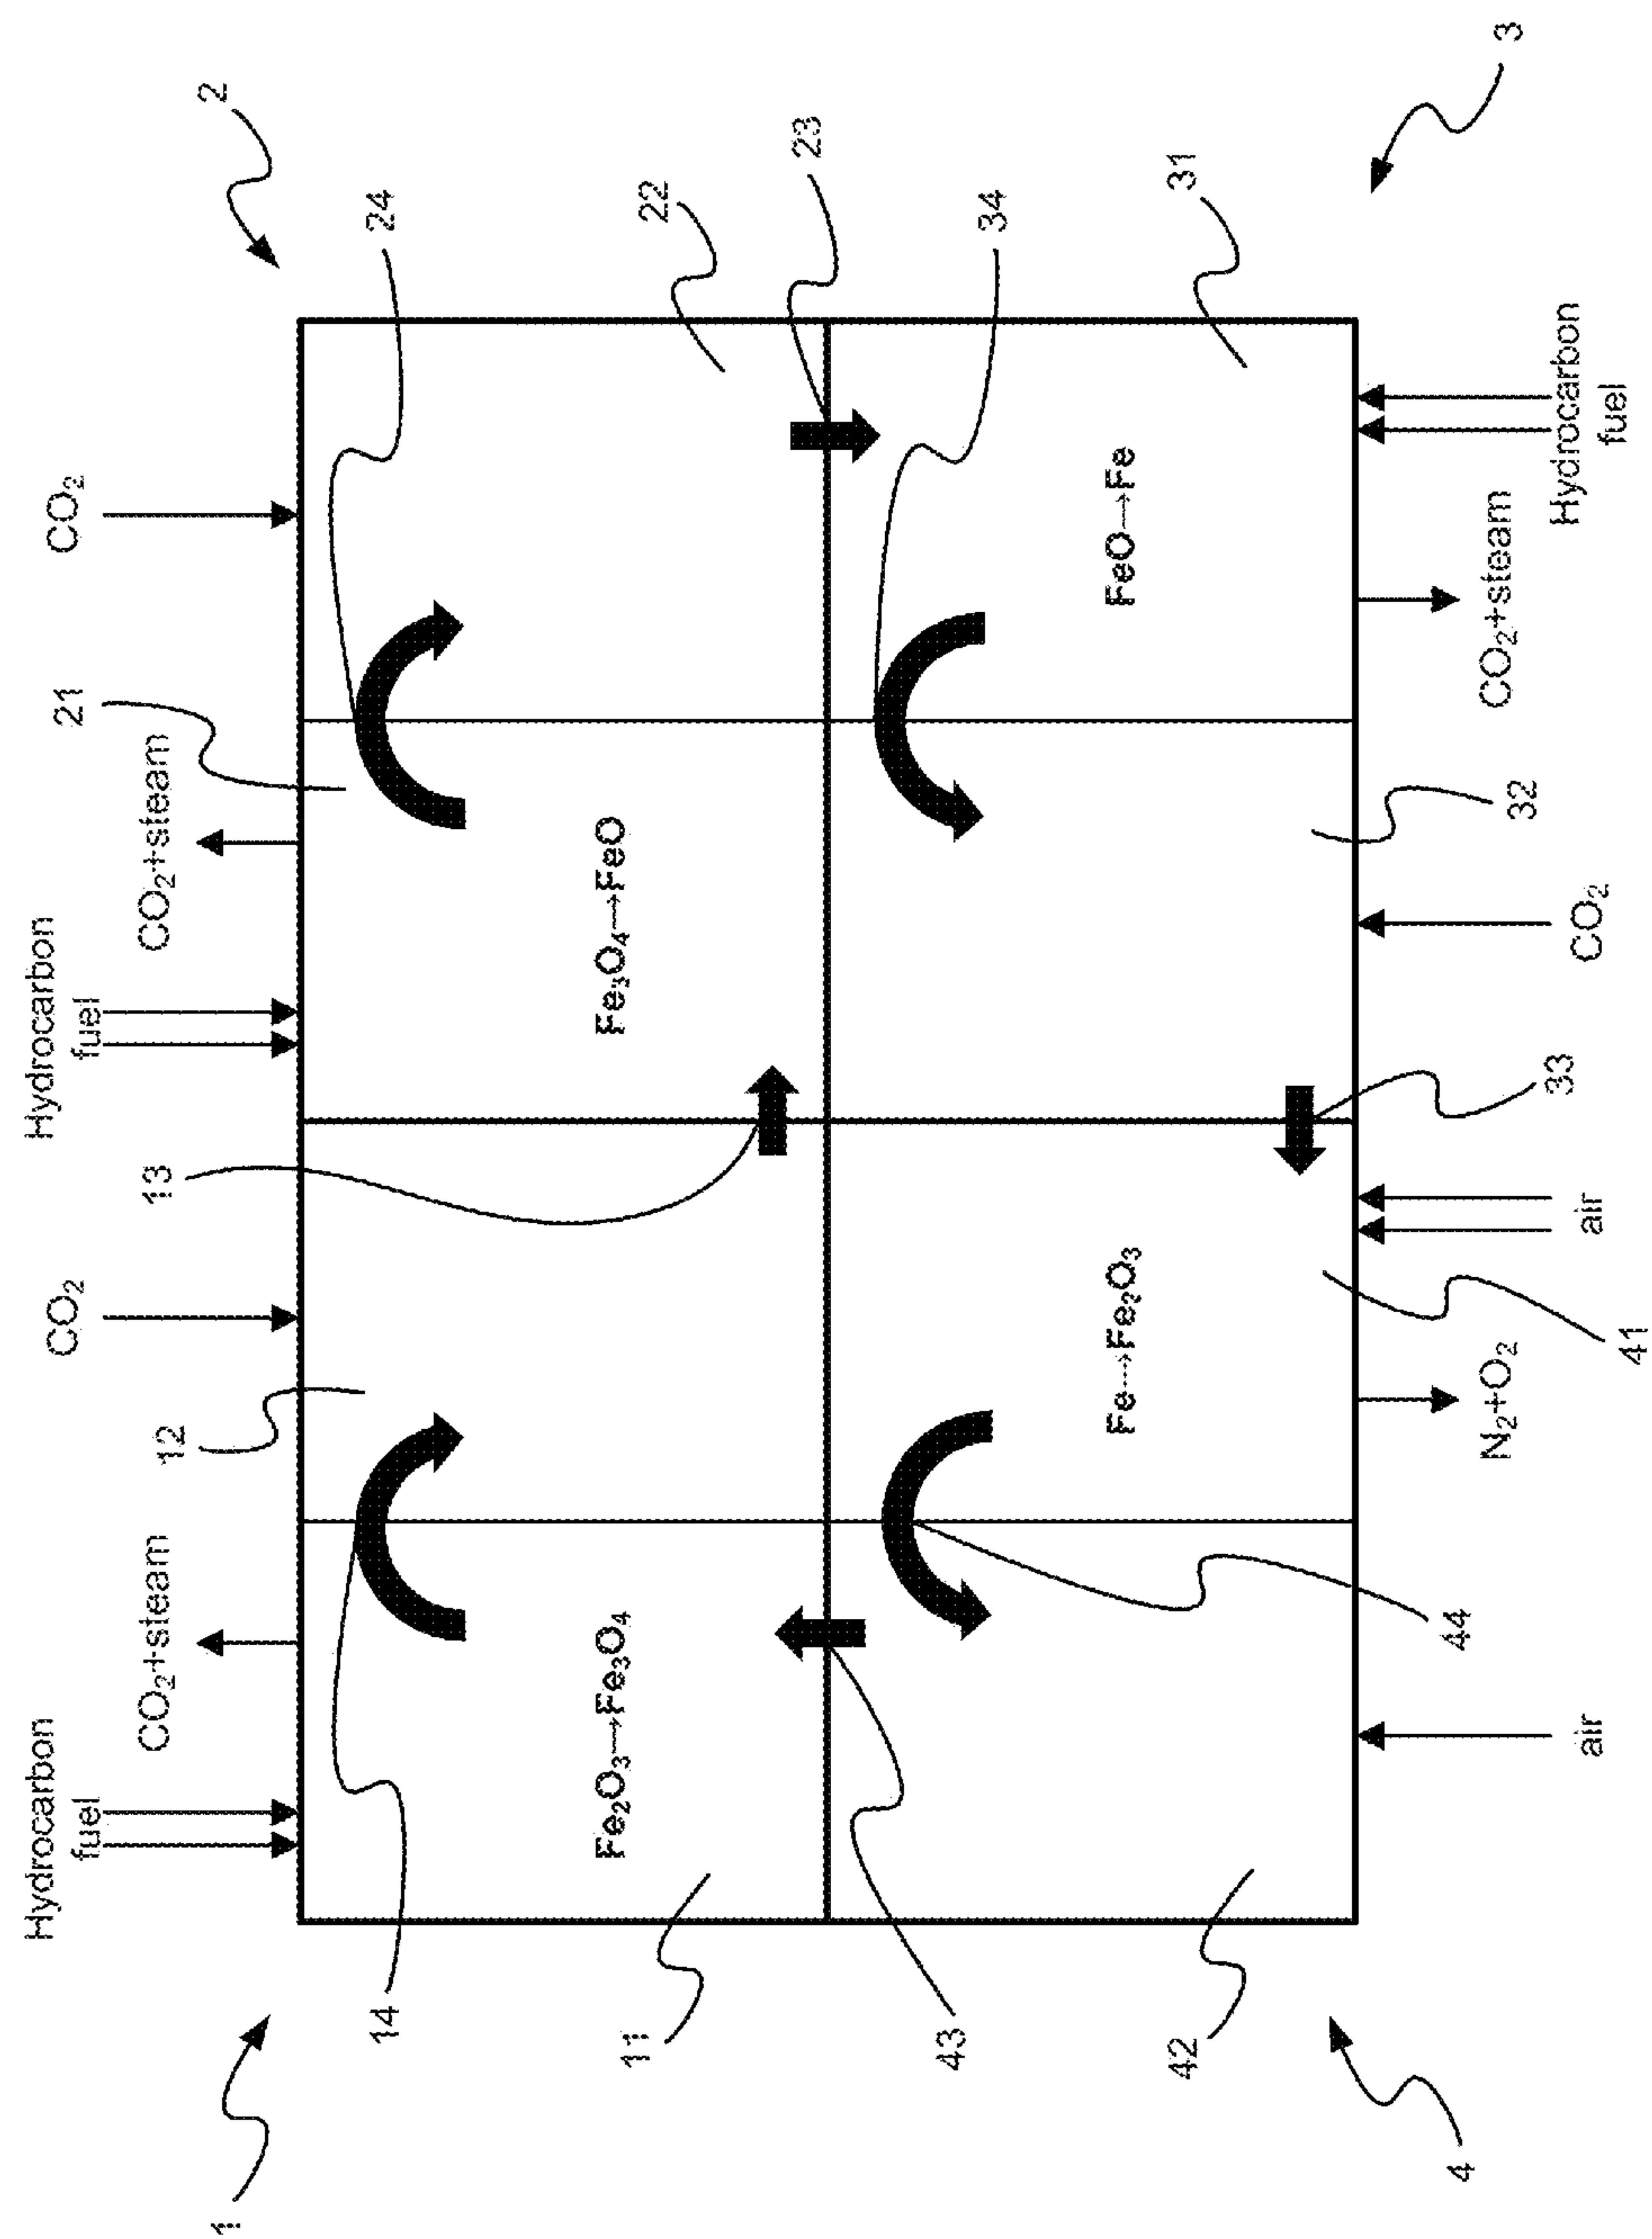 Hydrocarbon
fuel
CO₂
Hydrocarbon
fuel
CO₂
CO₂+steam
12
13
CO₂+steam
21
1
2
14
24
Fe₂O₃→Fe₃O₄
Fe₃O₄→FeO
11
22
23
43
34
Fe→Fe₂O₃
FeO→Fe
42
31
4
44
N₂+O₂
32
CO₂+steam
3
air
41
air
33
CO₂
Hydrocarbon
fuel